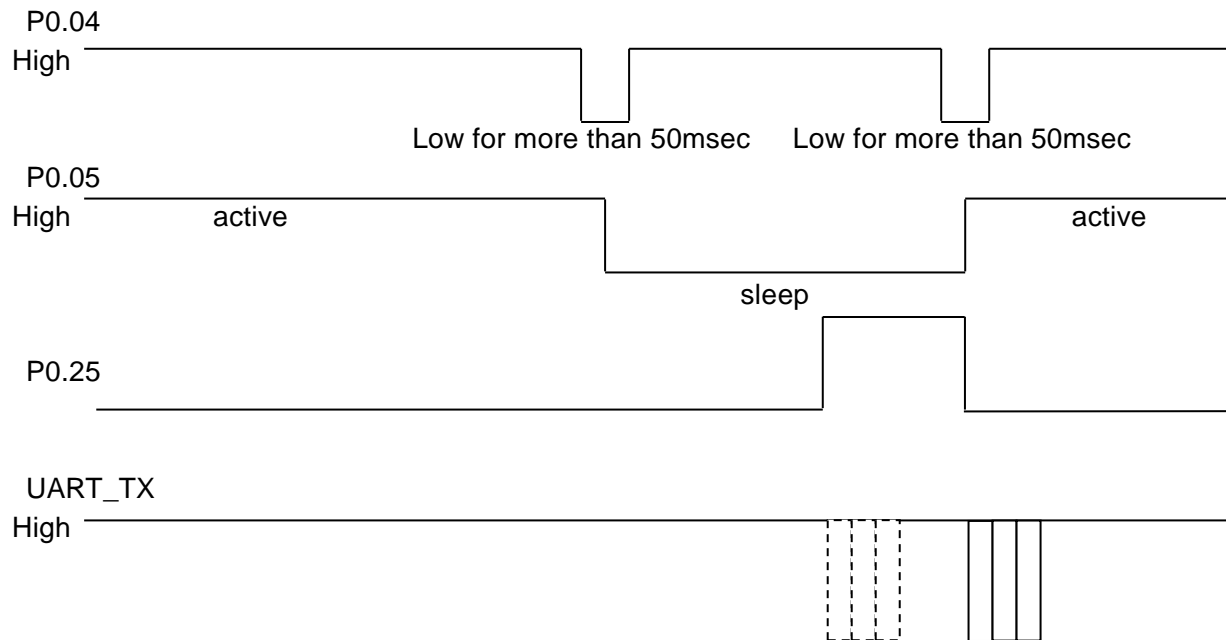 P0.04
High
Low for more than 50msec Low for more than 50msec
P0.05
High active active
sleep
P0.25
UART_TX
High